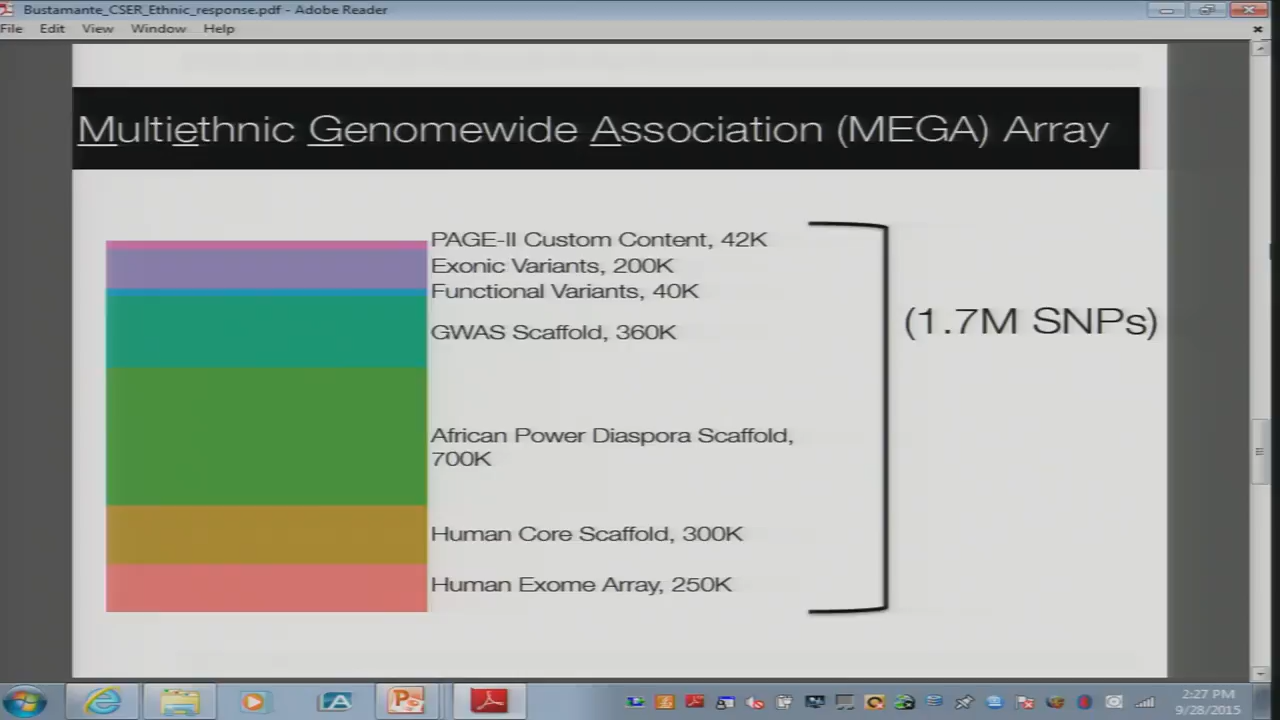 Bustamante_CSER_Ethnic_response.pdf - Adobe Reader
File Edit View Window Help
Multiethnic Genomewide Association (MEGA) Array
PAGE-II Custom Content, 42K
Exonic Variants, 200K
Functional Variants, 40K
GWAS Scaffold, 360K
(1.7M SNPs)
African Power Diaspora Scaffold,
700K
Human Core Scaffold, 300K
Human Exome Array, 250K
2:27 PM
9/28/2015